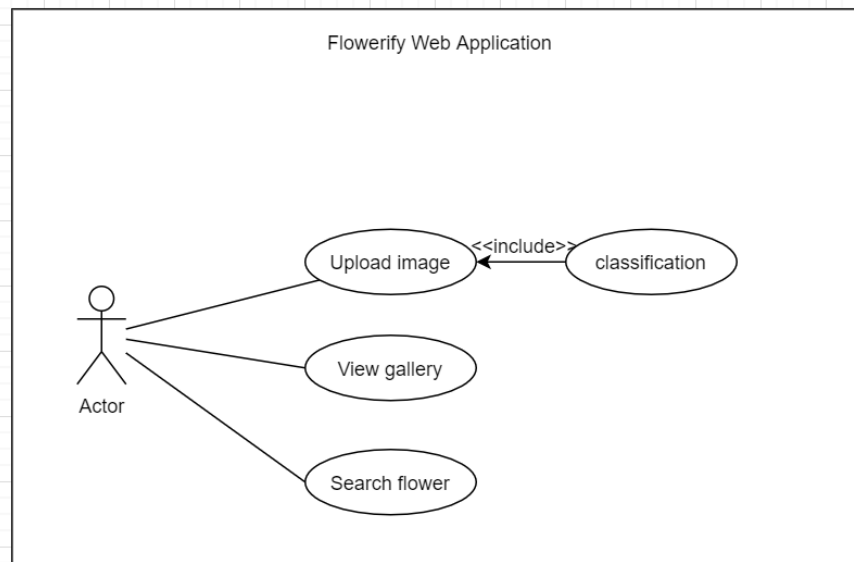 Flowerify Web Application
<<include>>
Upload image
classification
View gallery
Actor
Search flower